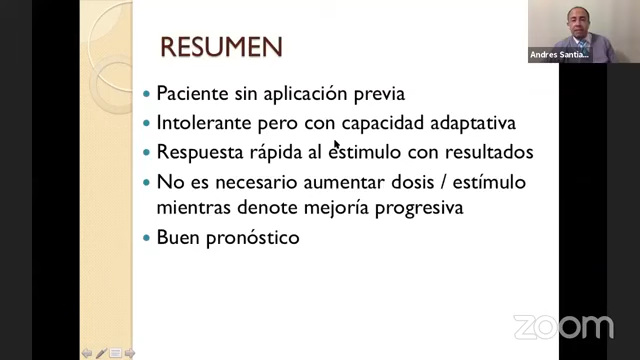 RESUMEN
Paciente sin aplicación previa
Intolerante pero con capacidad adaptativa
Respuesta rápida al estimulo con resultados
No es necesario aumentar dosis / estímulo
mientras denote mejoría progresiva
Buen pronóstico
Andres Santia...
zoom